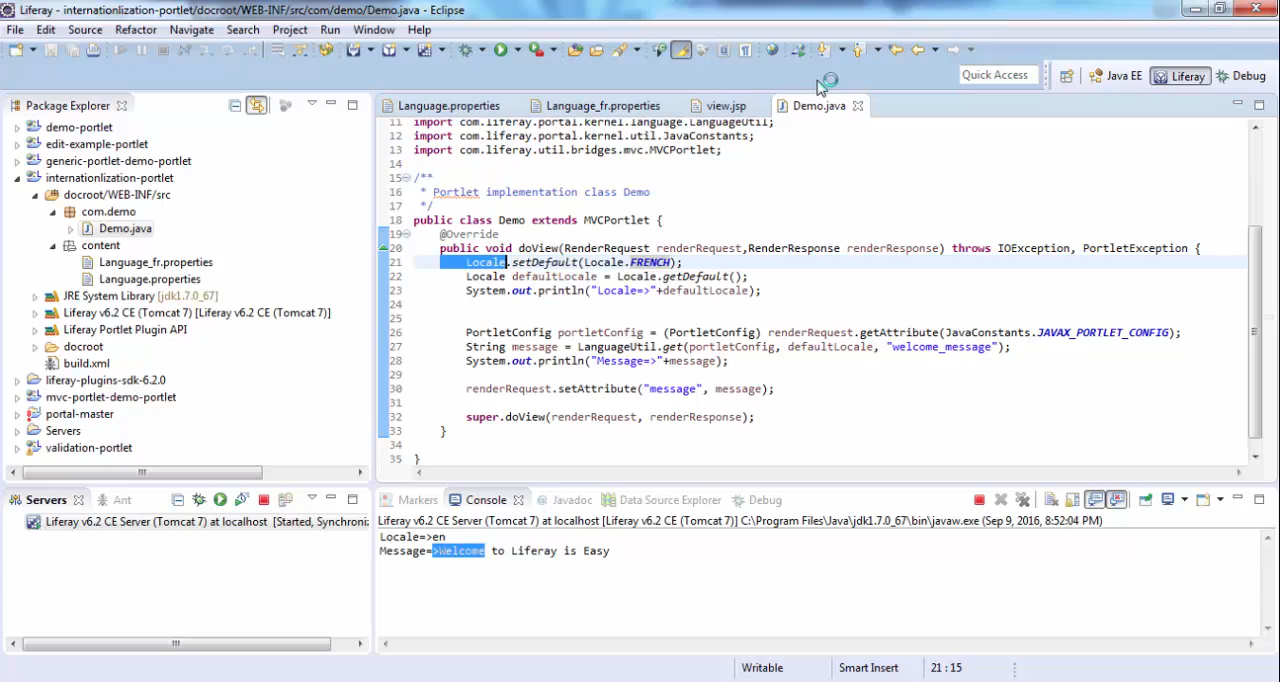 Liferay - internationlization-portlet/docroot/WEB-INF/src/com/demo/Demo.java - Eclipse
File Edit Source Refactor Navigate Search Project Run Window Help
Quick Access
Java EE
Liferay
Debug
Package Explorer
demo-portlet
edit-example-portlet
generic-portlet-demo-portlet
internationlization-portlet
docroot/WEB-INF/src
com.demo
Demo.java
content
Language_fr.properties
Language.properties
JRE System Library [jdk1.7.0_67]
Liferay v6.2 CE (Tomcat 7) [Liferay v6.2 CE (Tomcat 7)]
Liferay Portlet Plugin API
docroot
build.xml
liferay-plugins-sdk-6.2.0
mvc-portlet-demo-portlet
portal-master
Servers
validation-portlet
Language.properties Language_fr.properties view.jsp Demo.java
11 import com.liferay.portal.kernel.language.LanguageUtil;
12 import com.liferay.portal.kernel.util.JavaConstants;
13 import com.liferay.util.bridges.mvc.MVCPortlet;
14
15 /**
16 * Portlet implementation class Demo
17 */
18 public class Demo extends MVCPortlet {
19 @Override
20 public void doView(RenderRequest renderRequest,RenderResponse renderResponse) throws IOException, PortletException {
21 Locale.setDefault(Locale.FRENCH);
22 Locale defaultLocale = Locale.getDefault();
23 System.out.println("Locale=>"+defaultLocale);
24
25
26 PortletConfig portletConfig = (PortletConfig) renderRequest.getAttribute(JavaConstants.JAVAX_PORTLET_CONFIG);
27 String message = LanguageUtil.get(portletConfig, defaultLocale, "welcome_message");
28 System.out.println("Message=>"+message);
29
30 renderRequest.setAttribute("message", message);
31
32 super.doView(renderRequest, renderResponse);
33 }
34
35 }
Servers Ant
Liferay v6.2 CE Server (Tomcat 7) at localhost [Started, Synchroni
Markers Console Javadoc Data Source Explorer Debug
Liferay v6.2 CE Server (Tomcat 7) at localhost [Liferay v6.2 CE (Tomcat 7)] C:\Program Files\Java\jdk1.7.0_67\bin\javaw.exe (Sep 9, 2016, 8:52:04 PM)
Locale=>en
Message=>Welcome to Liferay is Easy
Writable Smart Insert 21 : 15